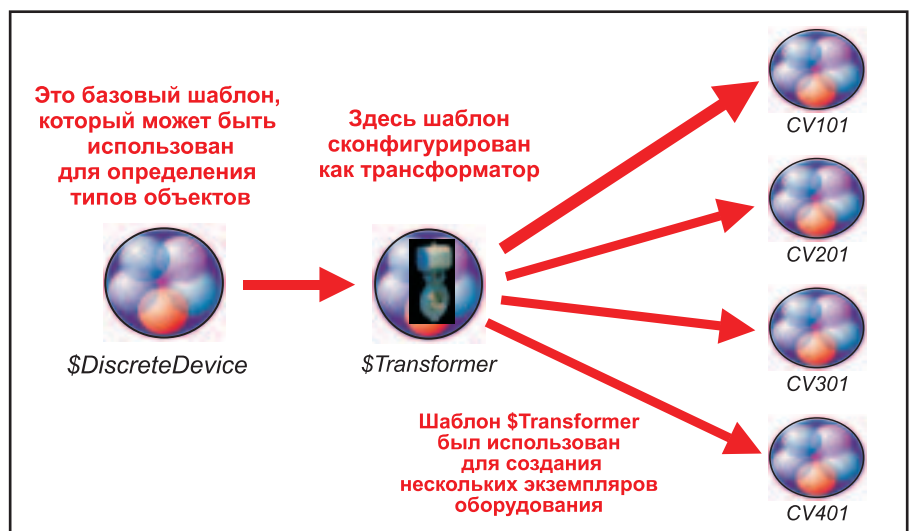 Это базовый шаблон,
который может быть
использован
для определения
типов объектов
$DiscreteDevice
Здесь шаблон
сконфигурирован
как трансформатор
$Transformer
Шаблон $Transformer
был использован
для создания
нескольких экземпляров
оборудования
CV101
CV201
CV301
CV401